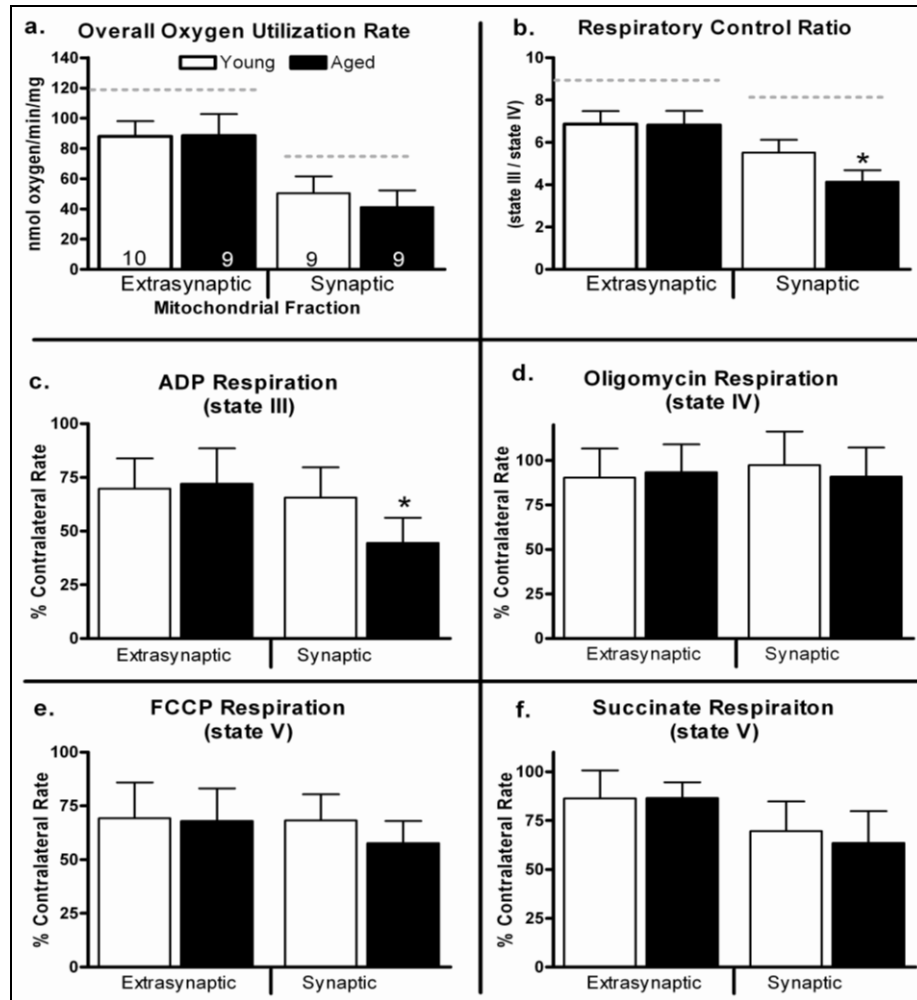 a. Overall Oxygen Utilization Rate
Young Aged
nmol oxygen/min/mg
140
120
100
80
60
40
20
0
10 9 9 9
Extrasynaptic Synaptic
Mitochondrial Fraction
b. Respiratory Control Ratio
(state III / state IV)
10
8
6
4
2
0
*
Extrasynaptic Synaptic
c. ADP Respiration
(state III)
% Contralateral Rate
100
75
50
25
0
*
Extrasynaptic Synaptic
d. Oligomycin Respiration
(state IV)
% Contralateral Rate
100
75
50
25
0
Extrasynaptic Synaptic
e. FCCP Respiration
(state V)
% Contralateral Rate
100
75
50
25
0
Extrasynaptic Synaptic
f. Succinate Respiraiton
(state V)
% Contralateral Rate
100
75
50
25
0
Extrasynaptic Synaptic